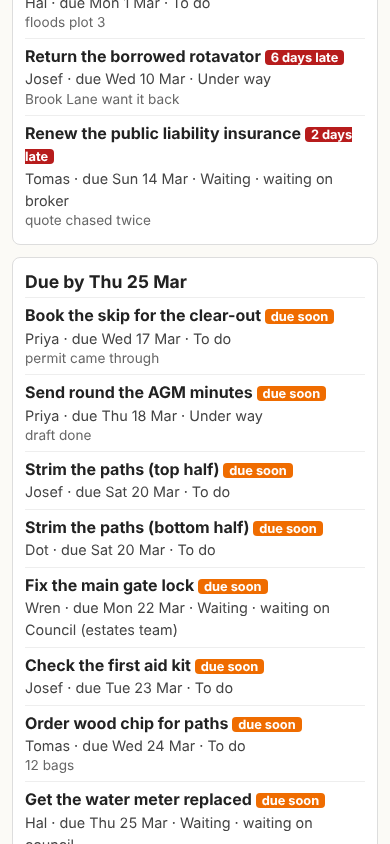 Hal · due Mon 1 Mar · To do
floods plot 3
Return the borrowed rotavator 6 days late
Josef · due Wed 10 Mar · Under way
Brook Lane want it back
Renew the public liability insurance 2 days
late
Tomas · due Sun 14 Mar · Waiting · waiting on
broker
quote chased twice
Due by Thu 25 Mar
Book the skip for the clear-out due soon
Priya · due Wed 17 Mar · To do
permit came through
Send round the AGM minutes due soon
Priya · due Thu 18 Mar · Under way
draft done
Strim the paths (top half) due soon
Josef · due Sat 20 Mar · To do
Strim the paths (bottom half) due soon
Dot · due Sat 20 Mar · To do
Fix the main gate lock due soon
Wren · due Mon 22 Mar · Waiting · waiting on
Council (estates team)
Check the first aid kit due soon
Josef · due Tue 23 Mar · To do
Order wood chip for paths due soon
Tomas · due Wed 24 Mar · To do
12 bags
Get the water meter replaced due soon
Hal · due Thu 25 Mar · Waiting · waiting on
council